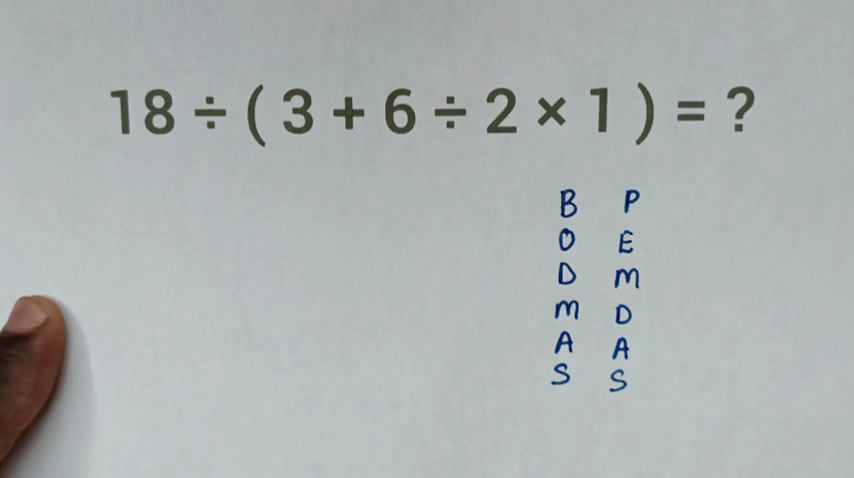 18 ÷ ( 3 + 6 ÷ 2 × 1 ) = ?
B P
O E
D M
M D
A A
S S